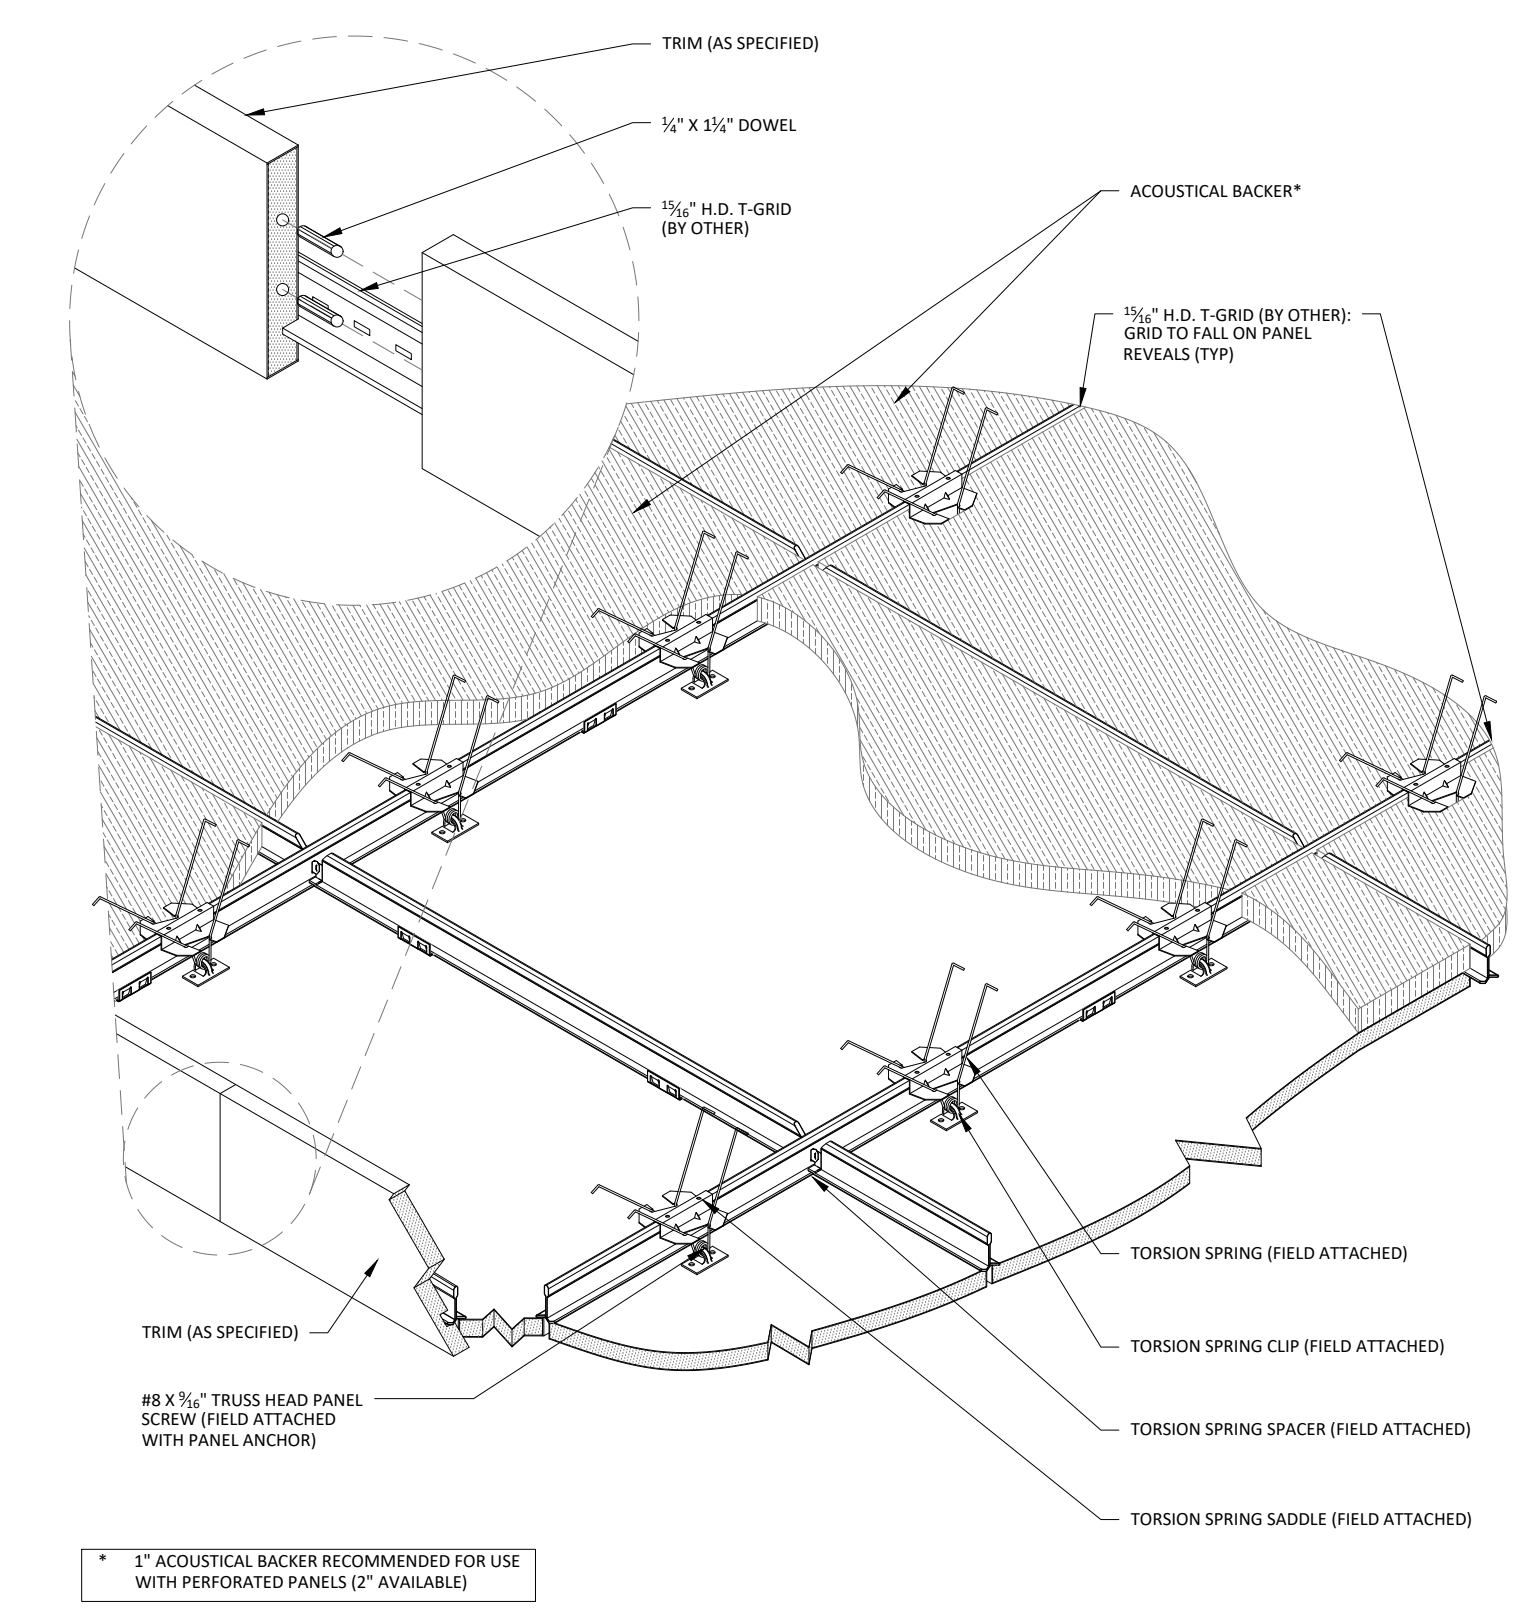 TRIM (AS SPECIFIED)
¼" X 1¼" DOWEL
15⁄16" H.D. T-GRID
(BY OTHER)
ACOUSTICAL BACKER*
15⁄16" H.D. T-GRID (BY OTHER):
GRID TO FALL ON PANEL
REVEALS (TYP)
TORSION SPRING (FIELD ATTACHED)
TRIM (AS SPECIFIED)
TORSION SPRING CLIP (FIELD ATTACHED)
#8 X 9⁄16" TRUSS HEAD PANEL
SCREW (FIELD ATTACHED
WITH PANEL ANCHOR)
TORSION SPRING SPACER (FIELD ATTACHED)
TORSION SPRING SADDLE (FIELD ATTACHED)
* 1" ACOUSTICAL BACKER RECOMMENDED FOR USE
WITH PERFORATED PANELS (2" AVAILABLE)